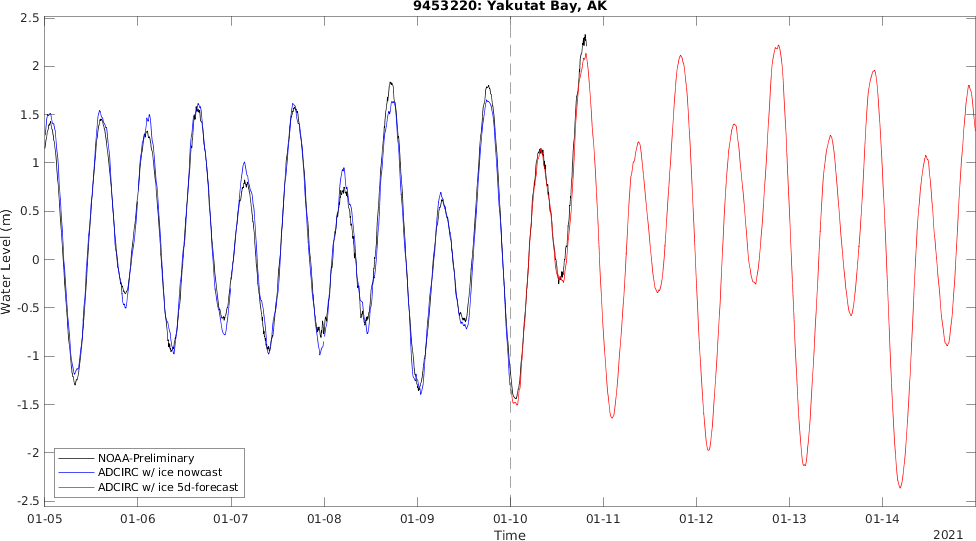 9453220: Yakutat Bay, AK
2.5
2
1.5
1
0.5
0
-0.5
-1
-1.5
-2
-2.5
Water Level (m)
NOAA-Preliminary
ADCIRC w/ ice nowcast
ADCIRC w/ ice 5d-forecast
01-05 01-06 01-07 01-08 01-09 01-10 01-11 01-12 01-13 01-14
Time
2021